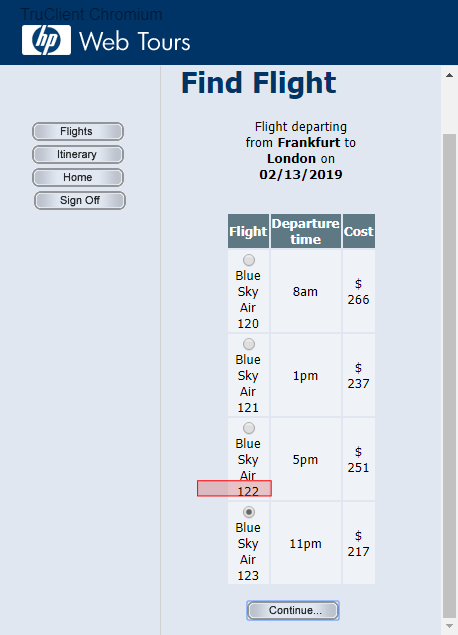 TruClient Chromium
hp Web Tours
Find Flight
Flight departing
from Frankfurt to
London on
02/13/2019
Flights
Itinerary
Home
Sign Off
Flight Departure time Cost
Blue
Sky
Air
120
8am
$
266
Blue
Sky
Air
121
1pm
$
237
Blue
Sky
Air
122
5pm
$
251
Blue
Sky
Air
123
11pm
$
217
Continue...